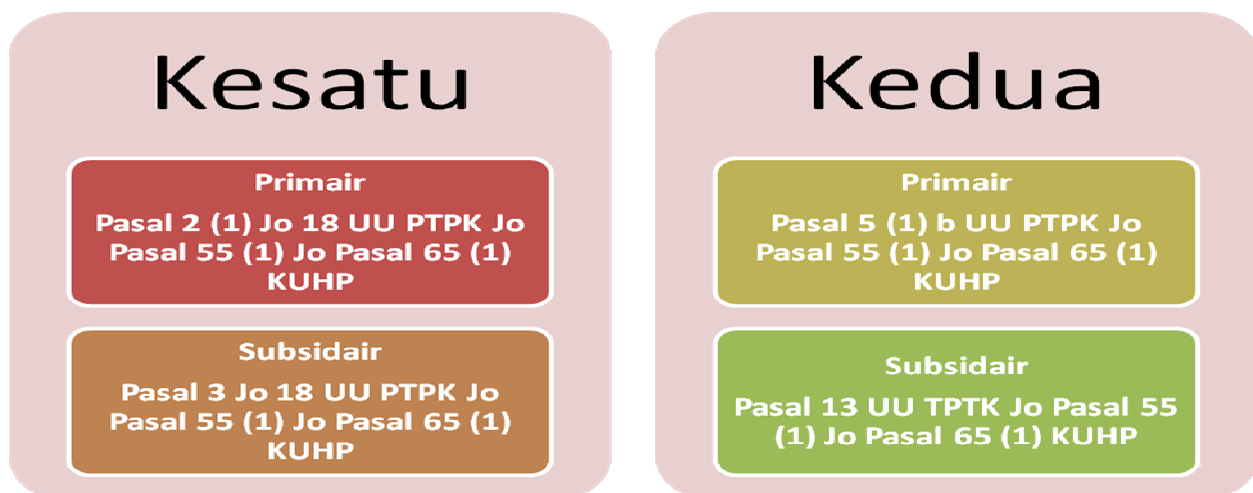 Kesatu
Primair
Pasal 2 (1) Jo 18 UU PTPK Jo
Pasal 55 (1) Jo Pasal 65 (1)
KUHP
Subsidair
Pasal 3 Jo 18 UU PTPK Jo
Pasal 55 (1) Jo Pasal 65 (1)
KUHP
Kedua
Primair
Pasal 5 (1) b UU PTPK Jo
Pasal 55 (1) Jo Pasal 65 (1)
KUHP
Subsidair
Pasal 13 UU TPTK Jo Pasal 55
(1) Jo Pasal 65 (1) KUHP